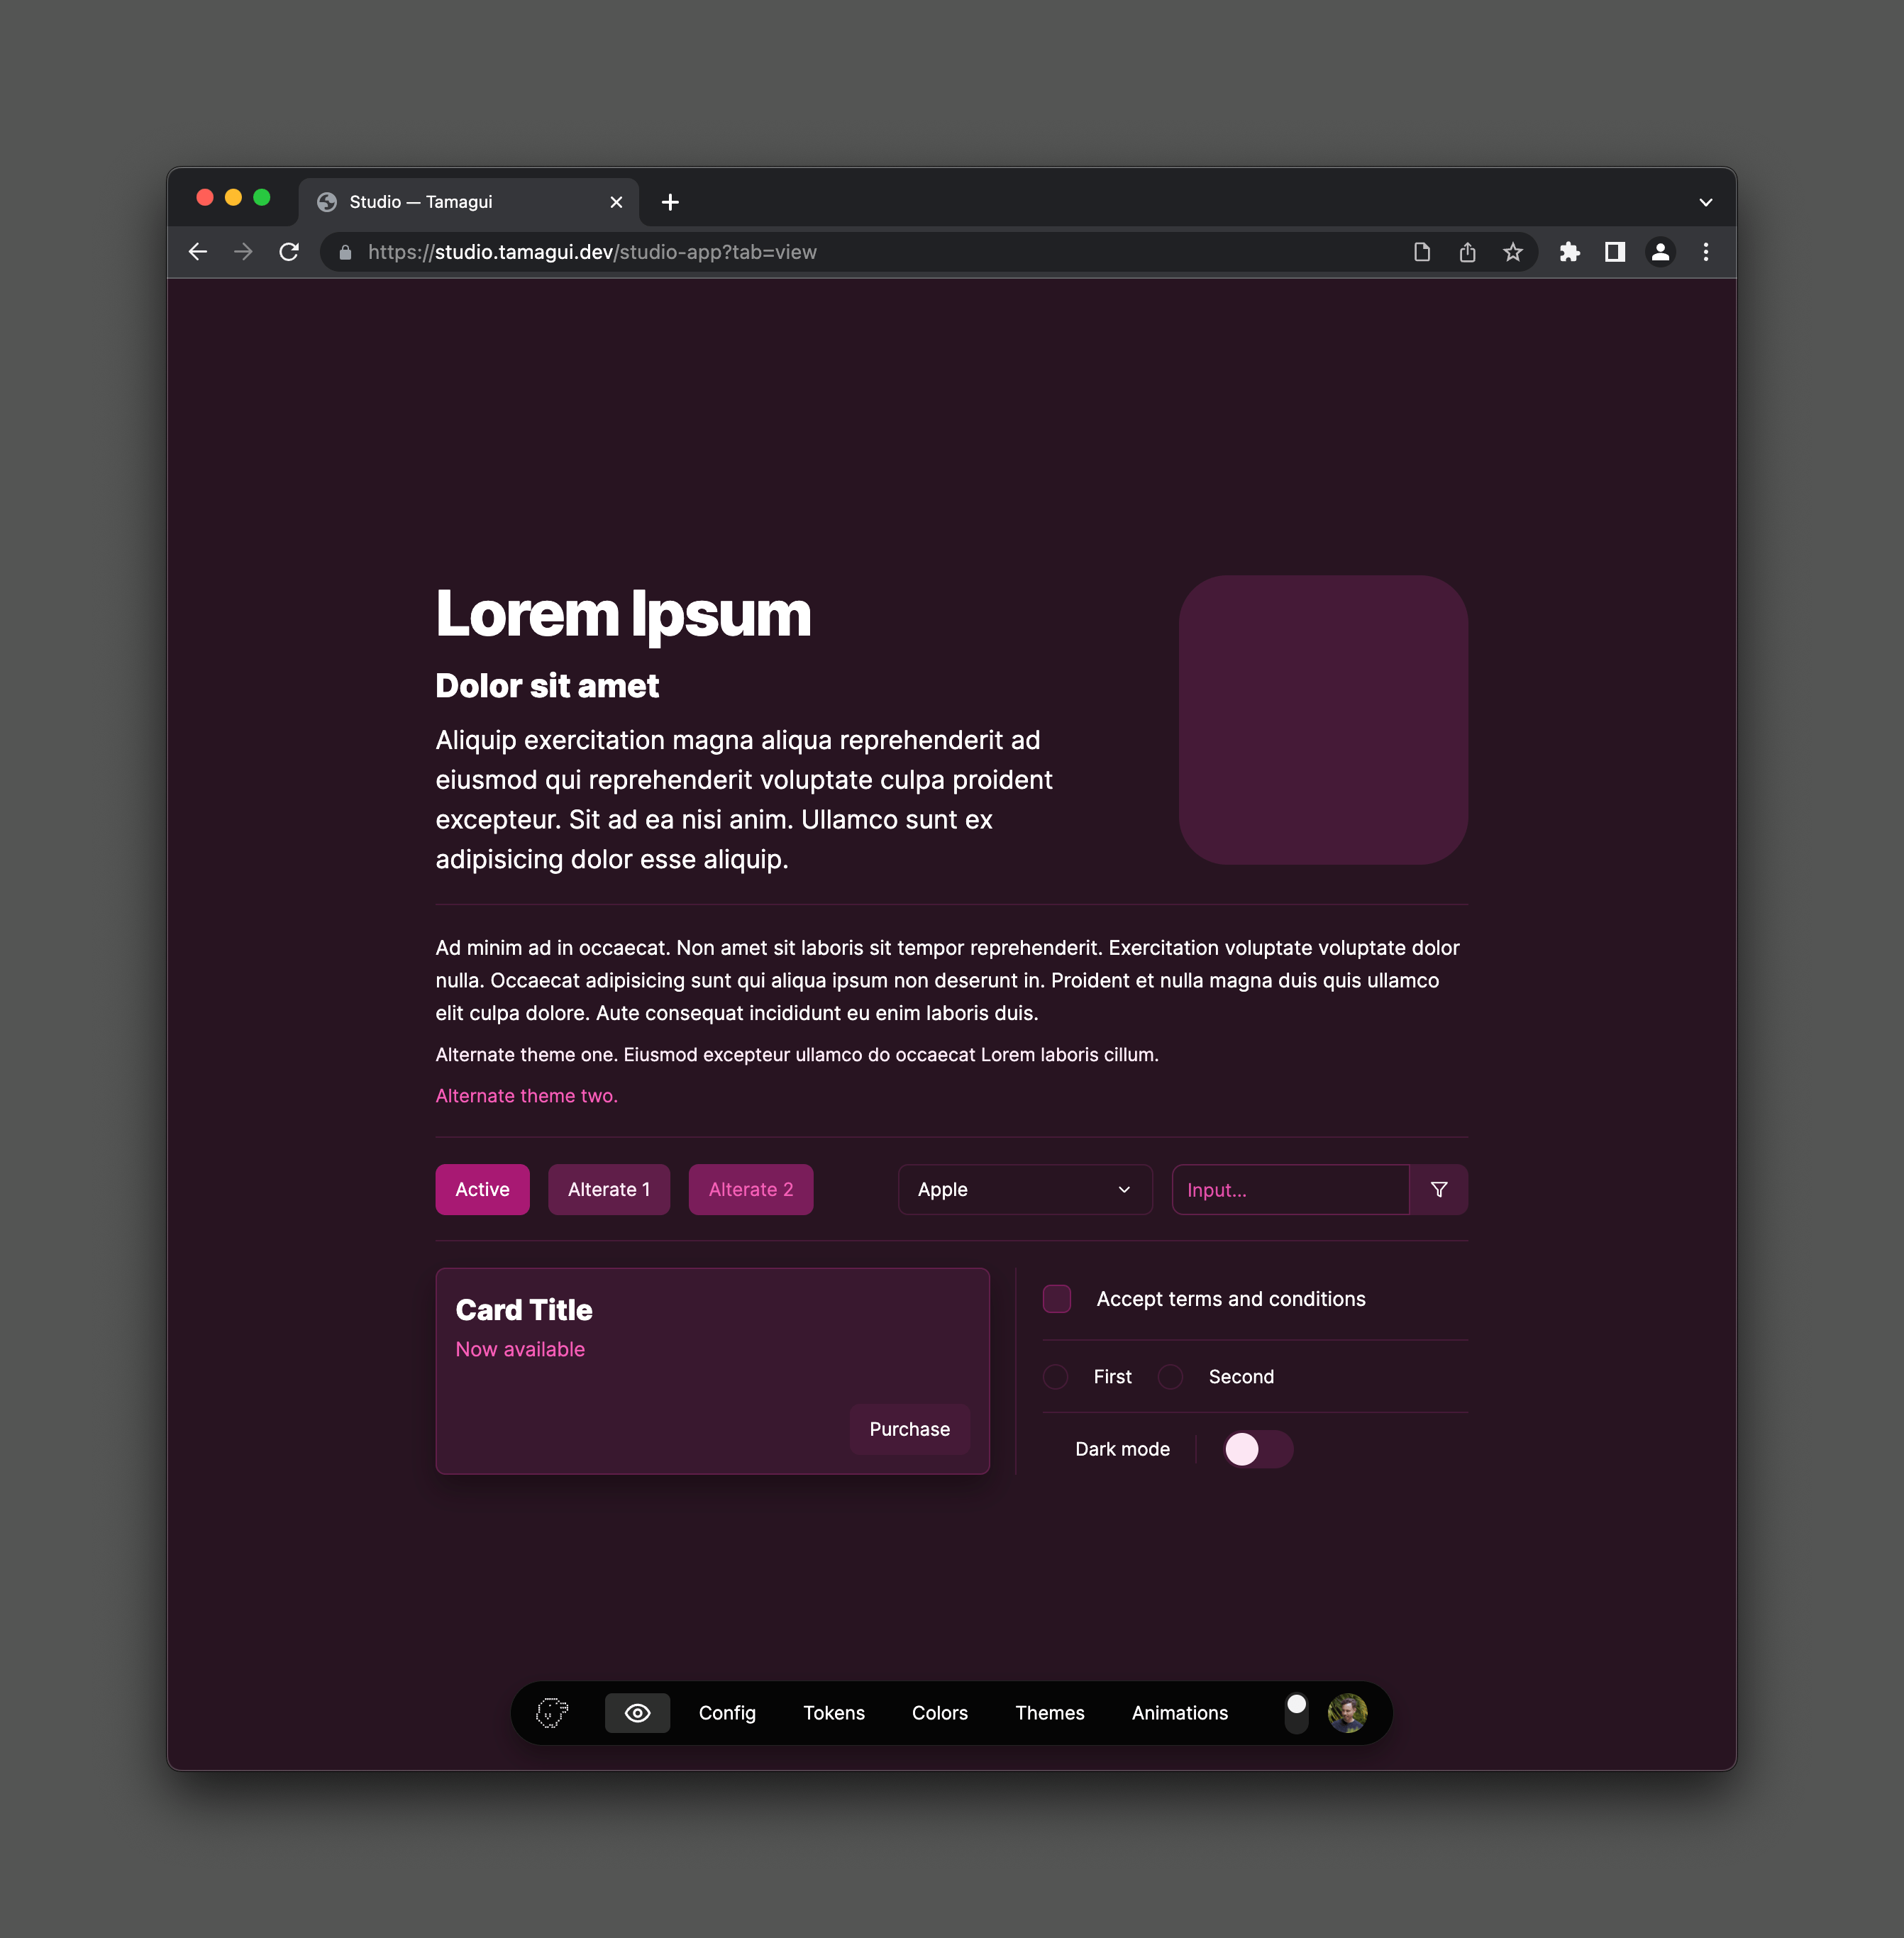 Studio — Tamagui
https://studio.tamagui.dev/studio-app?tab=view
Lorem Ipsum
Dolor sit amet
Aliquip exercitation magna aliqua reprehenderit ad
eiusmod qui reprehenderit voluptate culpa proident
excepteur. Sit ad ea nisi anim. Ullamco sunt ex
adipisicing dolor esse aliquip.
Ad minim ad in occaecat. Non amet sit laboris sit tempor reprehenderit. Exercitation voluptate voluptate dolor
nulla. Occaecat adipisicing sunt qui aliqua ipsum non deserunt in. Proident et nulla magna duis quis ullamco
elit culpa dolore. Aute consequat incididunt eu enim laboris duis.
Alternate theme one. Eiusmod excepteur ullamco do occaecat Lorem laboris cillum.
Alternate theme two.
Active
Alterate 1
Alterate 2
Apple
Input...
Card Title
Now available
Purchase
Accept terms and conditions
First
Second
Dark mode
Config
Tokens
Colors
Themes
Animations